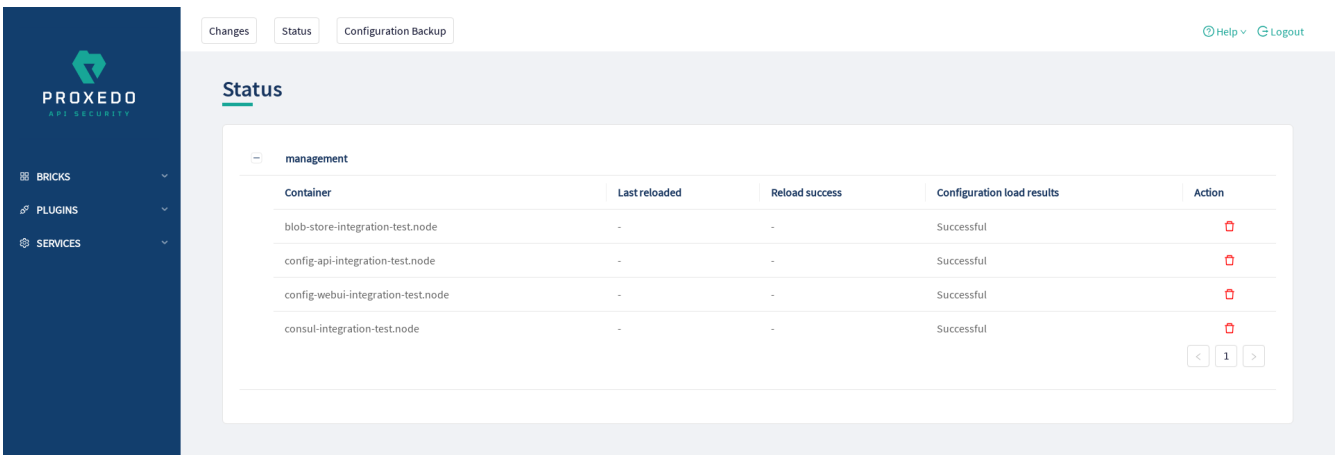 Changes Status Configuration Backup Help Logout
PROXEDO
API SECURITY
Status
management
BRICKS
PLUGINS
SERVICES
Container Last reloaded Reload success Configuration load results Action
blob-store-integration-test.node - - Successful
config-api-integration-test.node - - Successful
config-webui-integration-test.node - - Successful
consul-integration-test.node - - Successful
< 1 >